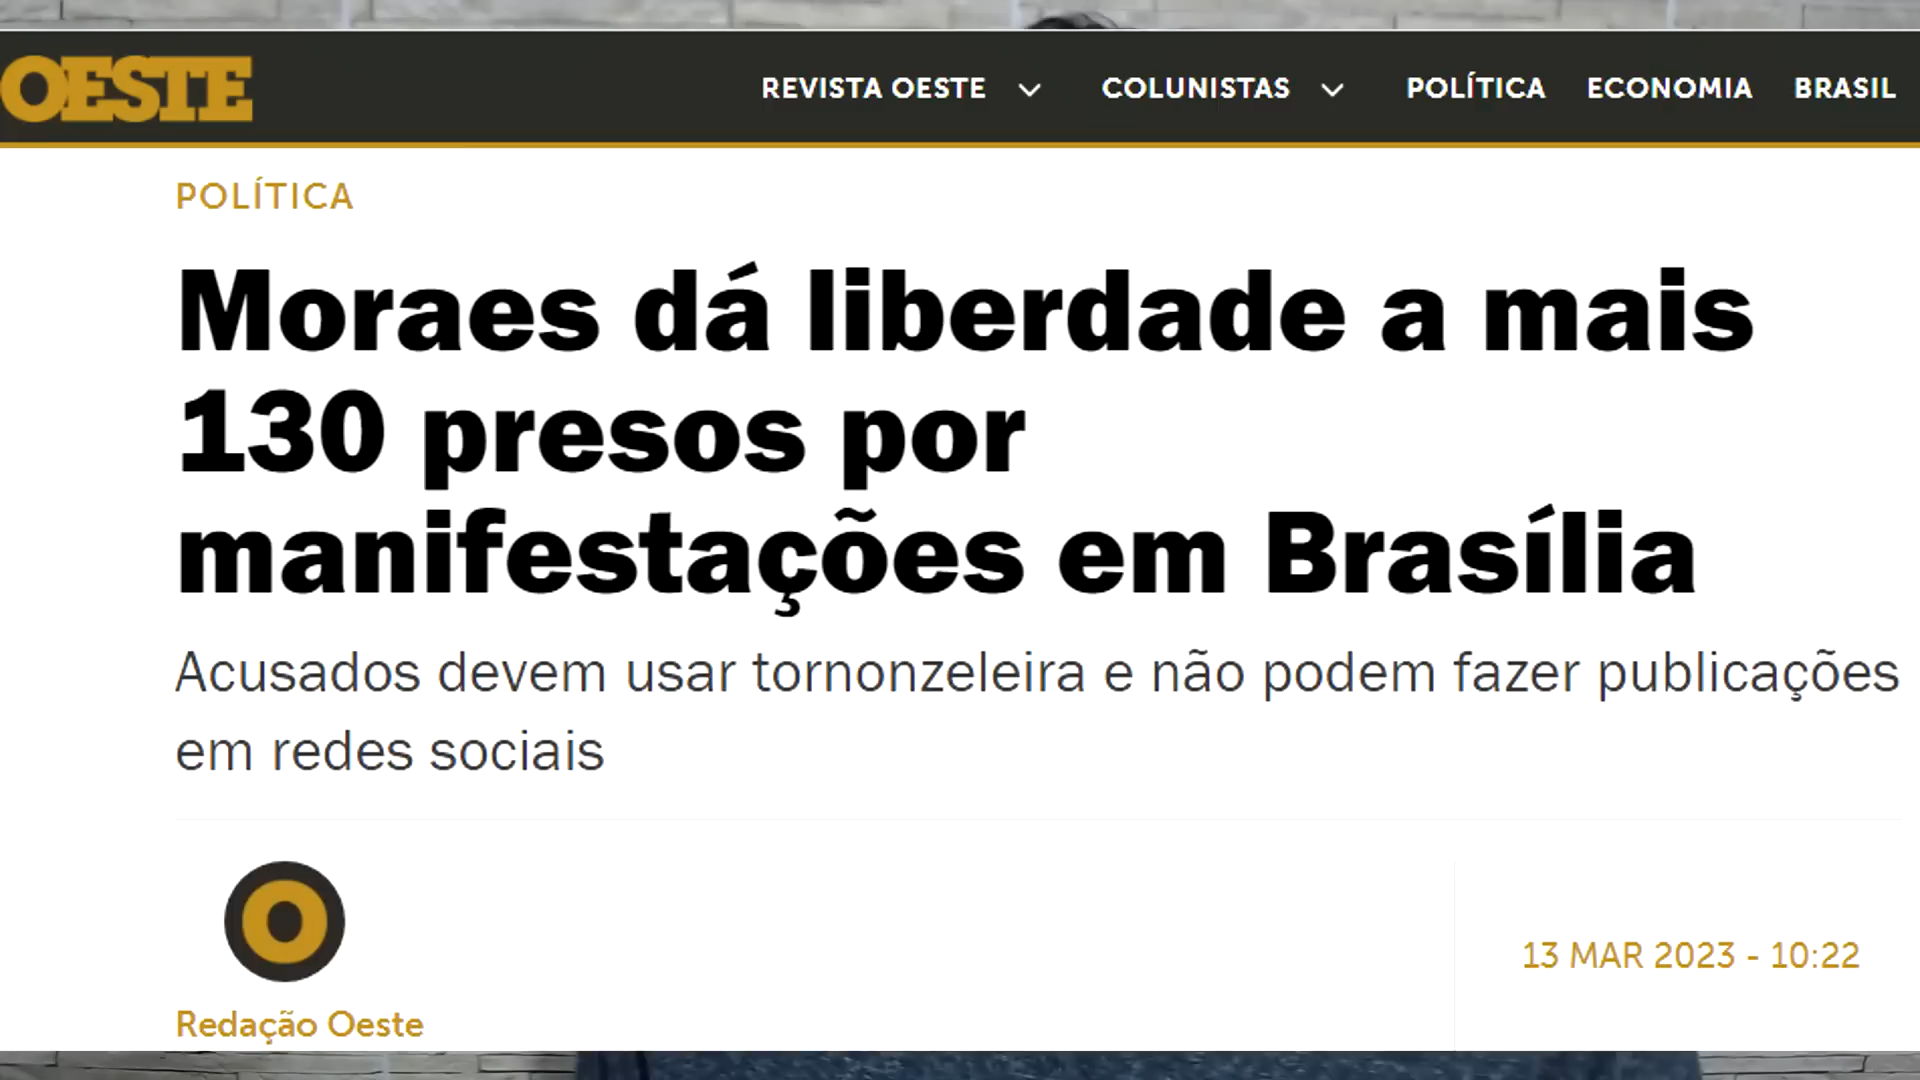 OESTE
REVISTA OESTE COLUNISTAS POLÍTICA ECONOMIA BRASIL
POLÍTICA
Moraes dá liberdade a mais
130 presos por
manifestações em Brasília
Acusados devem usar tornonzeleira e não podem fazer publicações
em redes sociais
O
13 MAR 2023 - 10:22
Redação Oeste